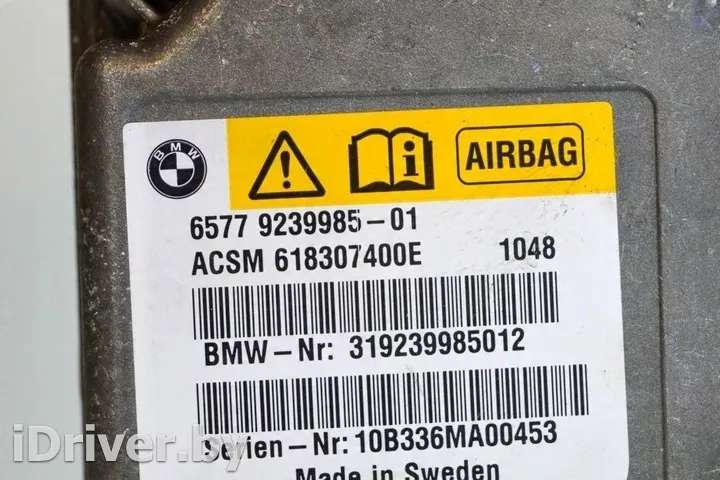 BMW
AIRBAG
6577 9239985-01
ACSM 618307400E 1048
BMW-Nr: 319239985012
Serien-Nr: 10B336MA00453
Made in Sweden
iDriver.by